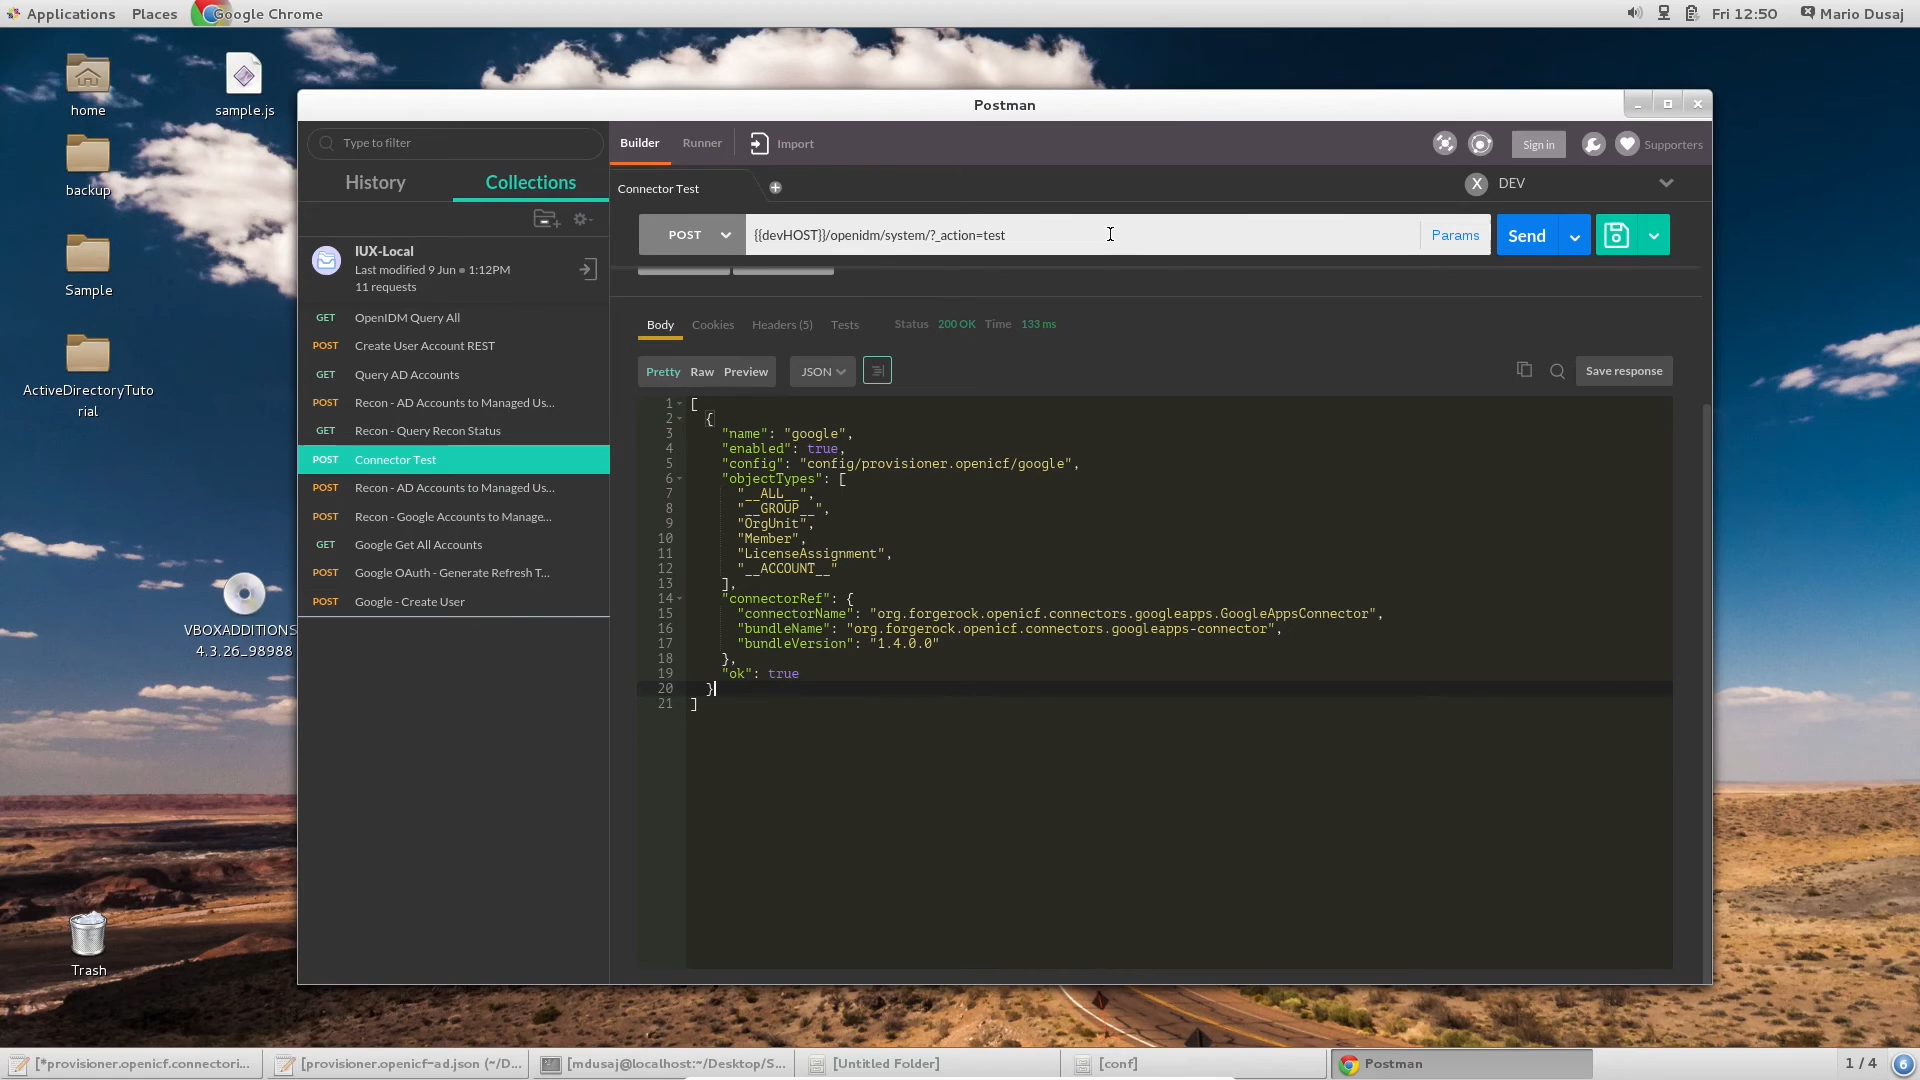 Applications Places Google Chrome Fri 12:50 Mario Dusaj
home
sample.js
backup
Sample
ActiveDirectoryTuto
rial
VBOXADDITIONS
4.3.26_98988
Trash
Postman
Type to filter
History Collections
IUX-Local
Last modified 9 Jun 1:12PM
11 requests
GET OpenIDM Query All
POST Create User Account REST
GET Query AD Accounts
POST Recon - AD Accounts to Managed Us...
GET Recon - Query Recon Status
POST Connector Test
POST Recon - AD Accounts to Managed Us...
POST Recon - Google Accounts to Manage...
GET Google Get All Accounts
POST Google OAuth - Generate Refresh T...
POST Google - Create User
Builder Runner Import Sign in Supporters
Connector Test X DEV
POST {{devHOST}}/openidm/system/?_action=test Params Send
Body Cookies Headers (5) Tests Status 200 OK Time 133 ms
Pretty Raw Preview JSON Save response
1 [
2 {
3 "name": "google",
4 "enabled": true,
5 "config": "config/provisioner.openicf/google",
6 "objectTypes": [
7 "__ALL__",
8 "__GROUP__",
9 "OrgUnit",
10 "Member",
11 "LicenseAssignment",
12 "__ACCOUNT__"
13 ],
14 "connectorRef": {
15 "connectorName": "org.forgerock.openicf.connectors.googleapps.GoogleAppsConnector",
16 "bundleName": "org.forgerock.openicf.connectors.googleapps-connector",
17 "bundleVersion": "1.4.0.0"
18 },
19 "ok": true
20 }
21 ]
[*provisioner.openicf.connectori... [provisioner.openicf-ad.json (~/D... [mdusaj@localhost:~/Desktop/S... [Untitled Folder] [conf] Postman 1 / 4 6